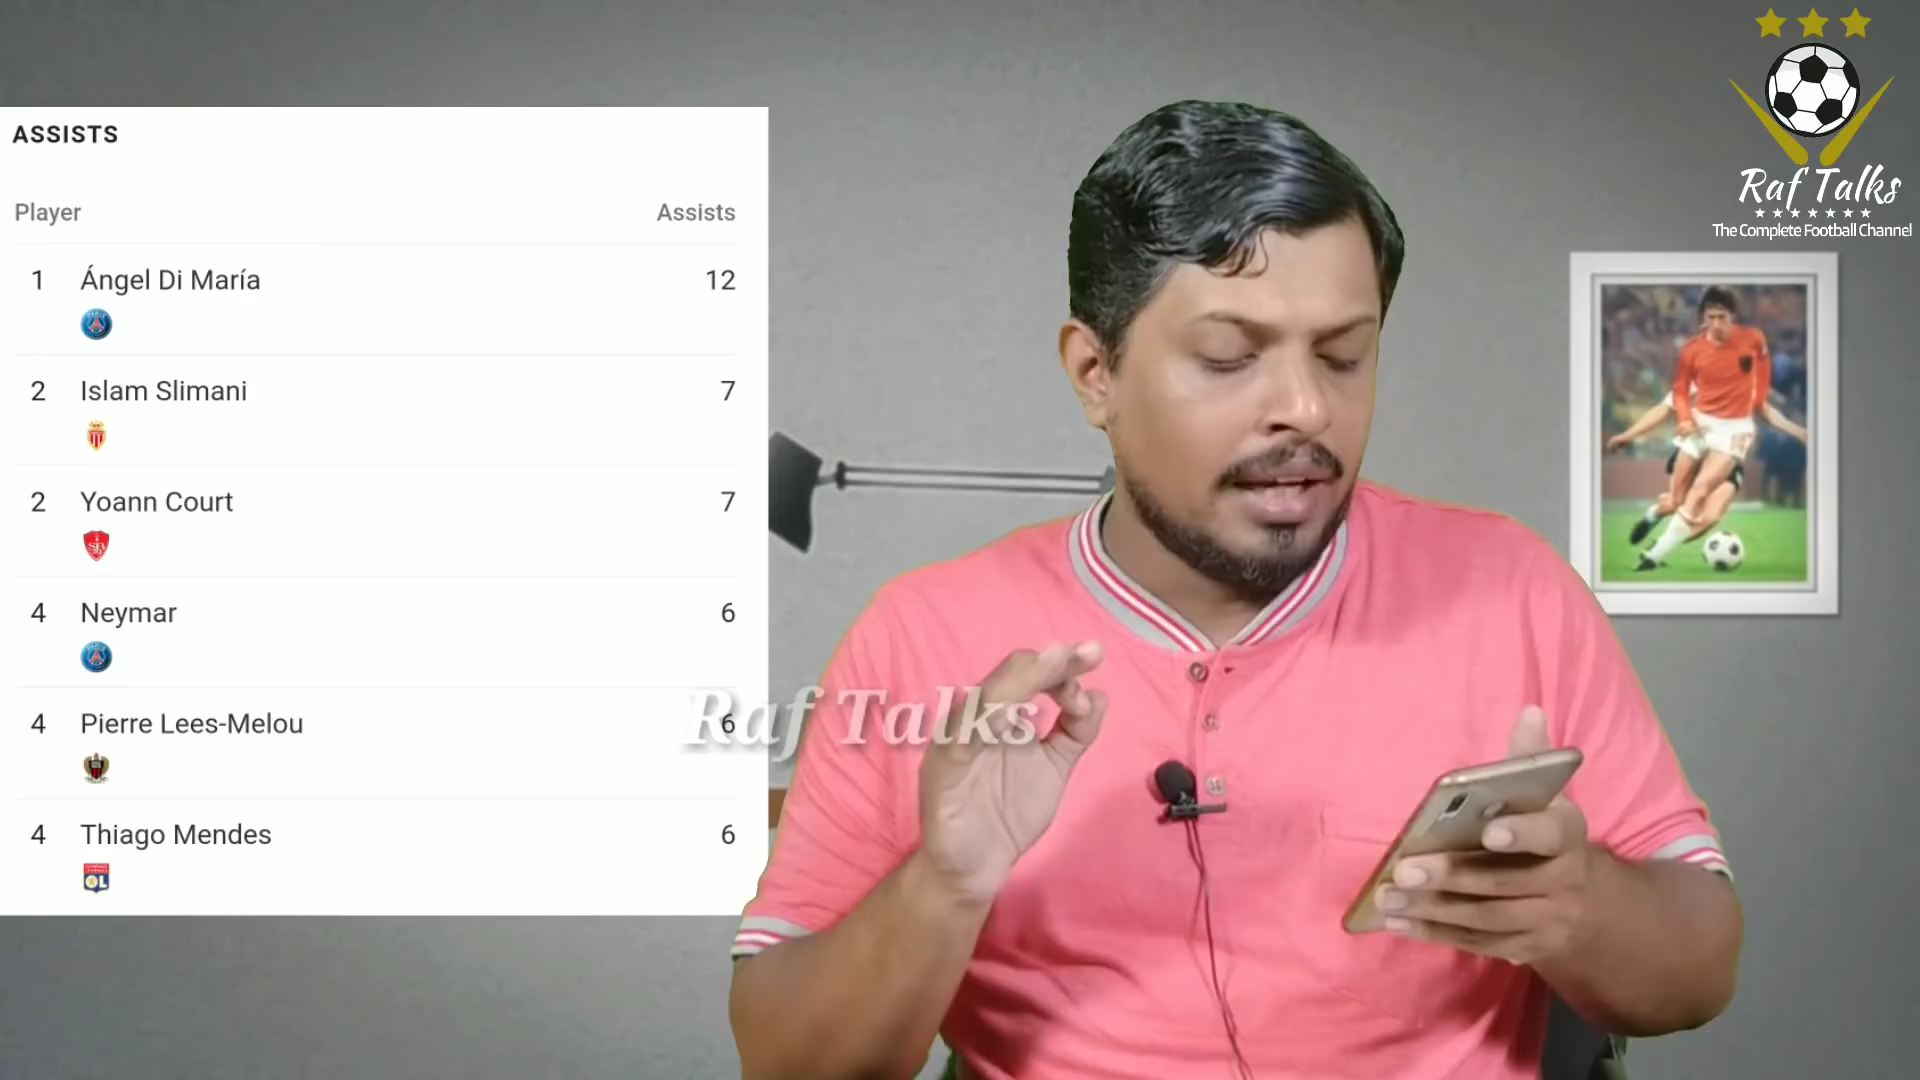 ASSISTS
Player Assists
1 Ángel Di María 12
2 Islam Slimani 7
2 Yoann Court 7
4 Neymar 6
4 Pierre Lees-Melou 6
4 Thiago Mendes 6
Raf Talks
Raf Talks
The Complete Football Channel